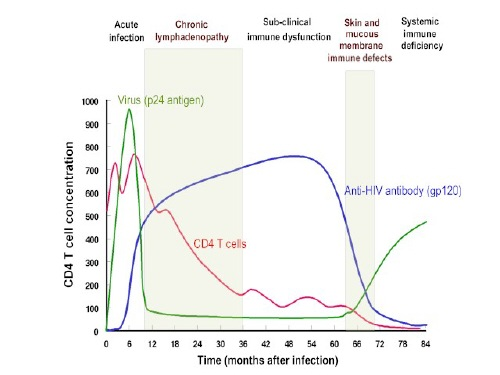 Acute
infection
Chronic
lymphadenopathy
Sub-clinical
immune dysfunction
Skin and
mucous
membrane
immune defects
Systemic
immune
deficiency
Virus (p24 antigen)
Anti-HIV antibody (gp120)
CD4 T cells
CD4 T cell concentration
1000
900
800
700
600
500
400
300
200
100
0
0 6 12 18 24 30 36 42 48 54 60 66 72 78 84
Time (months after infection)